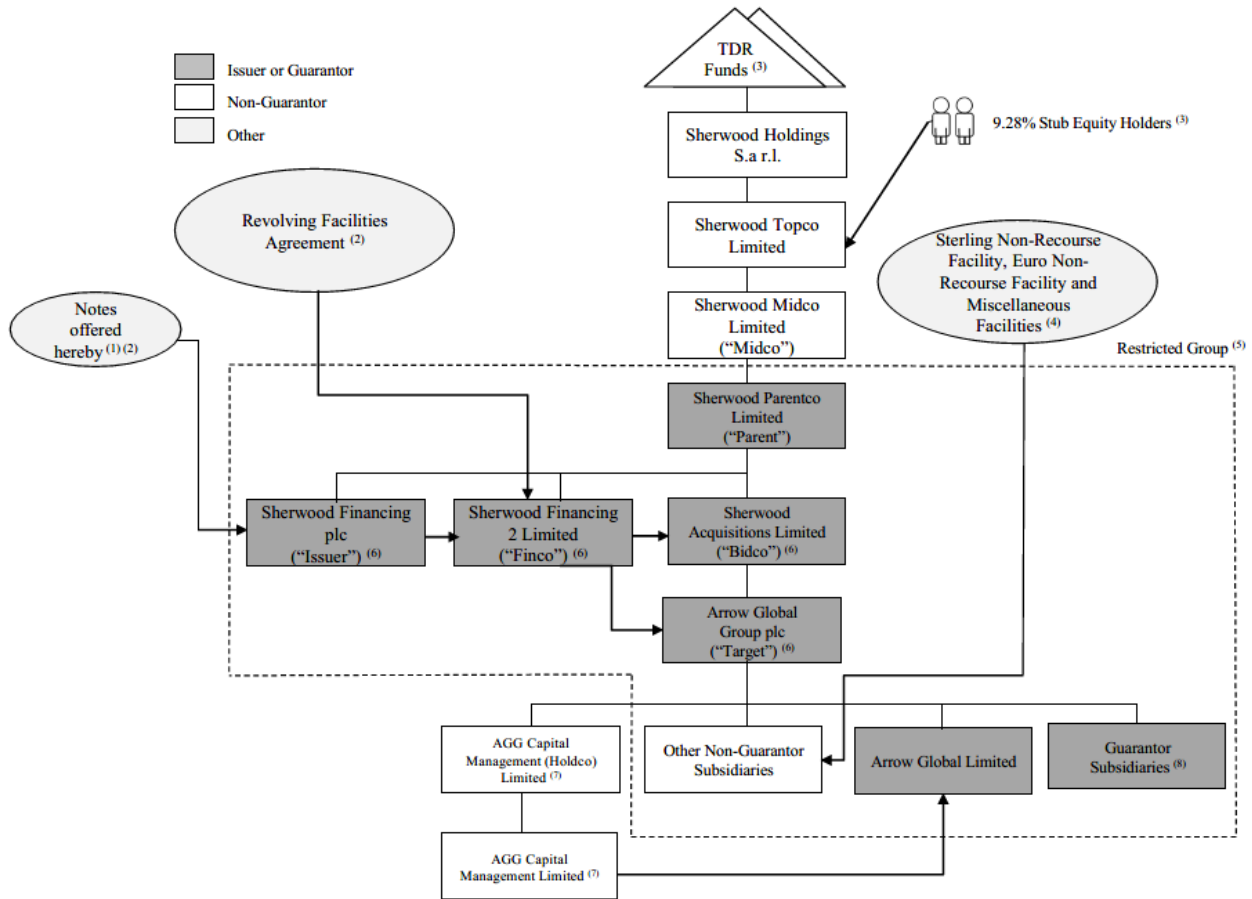 TDR
Funds (3)
Issuer or Guarantor
Non-Guarantor
Other
Sherwood Holdings
S.a r.l.
9.28% Stub Equity Holders (3)
Revolving Facilities
Agreement (2)
Sherwood Topco
Limited
Sterling Non-Recourse
Facility, Euro Non-
Recourse Facility and
Miscellaneous
Facilities (4)
Notes
offered
hereby (1) (2)
Sherwood Midco
Limited
(“Midco”)
Restricted Group (5)
Sherwood Parentco
Limited
(“Parent”)
Sherwood Financing
plc
(“Issuer”) (6)
Sherwood Financing
2 Limited
(“Finco”) (6)
Sherwood
Acquisitions Limited
(“Bidco”) (6)
Arrow Global
Group plc
(“Target”) (6)
AGG Capital
Management (Holdco)
Limited (7)
Other Non-Guarantor
Subsidiaries
Arrow Global Limited
Guarantor
Subsidiaries (8)
AGG Capital
Management Limited (7)